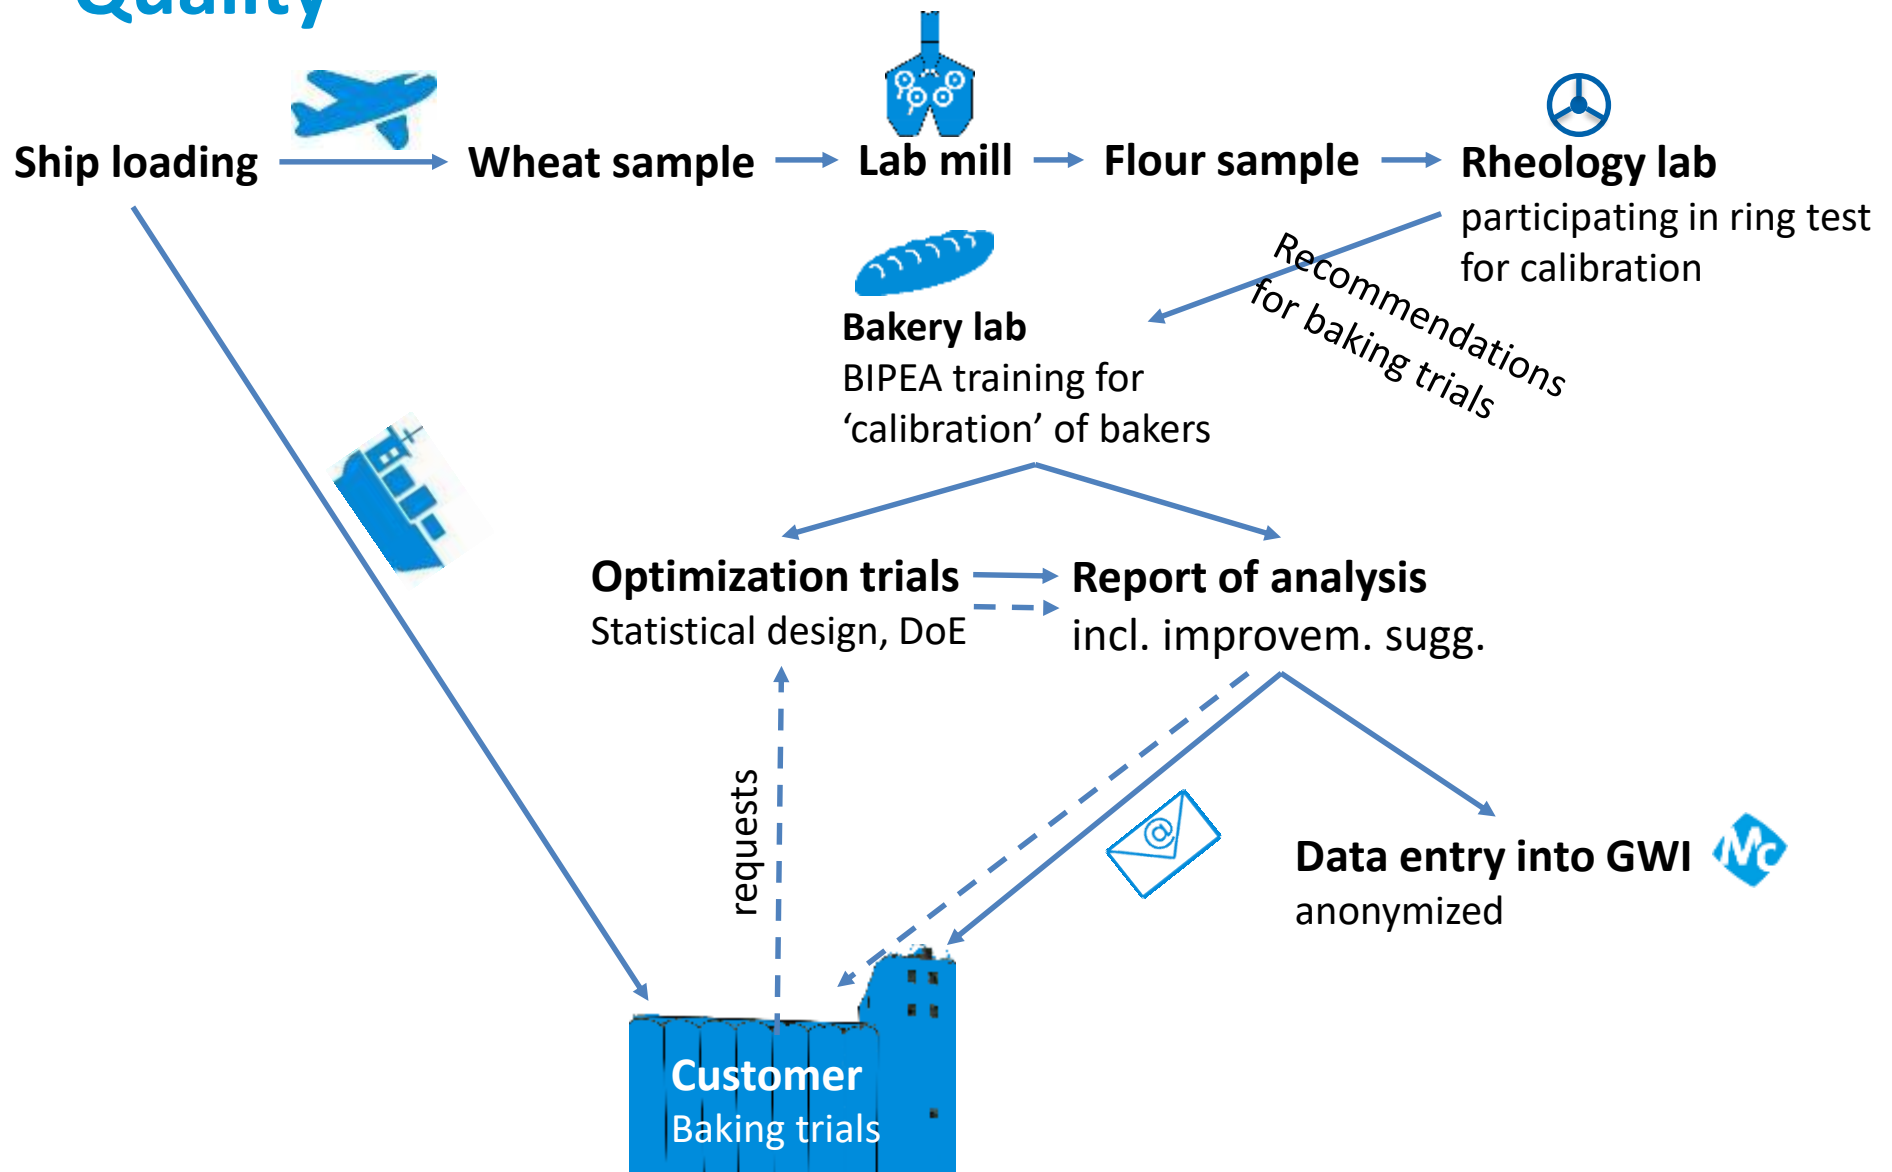 Quality
Ship loading
Wheat sample
Lab mill
Flour sample
Rheology lab
participating in ring test
for calibration
Recommendations
for baking trials
Bakery lab
BIPEA training for
‘calibration’ of bakers
Optimization trials
Statistical design, DoE
Report of analysis
incl. improvem. sugg.
requests
@
Data entry into GWI
Mc
anonymized
Customer
Baking trials